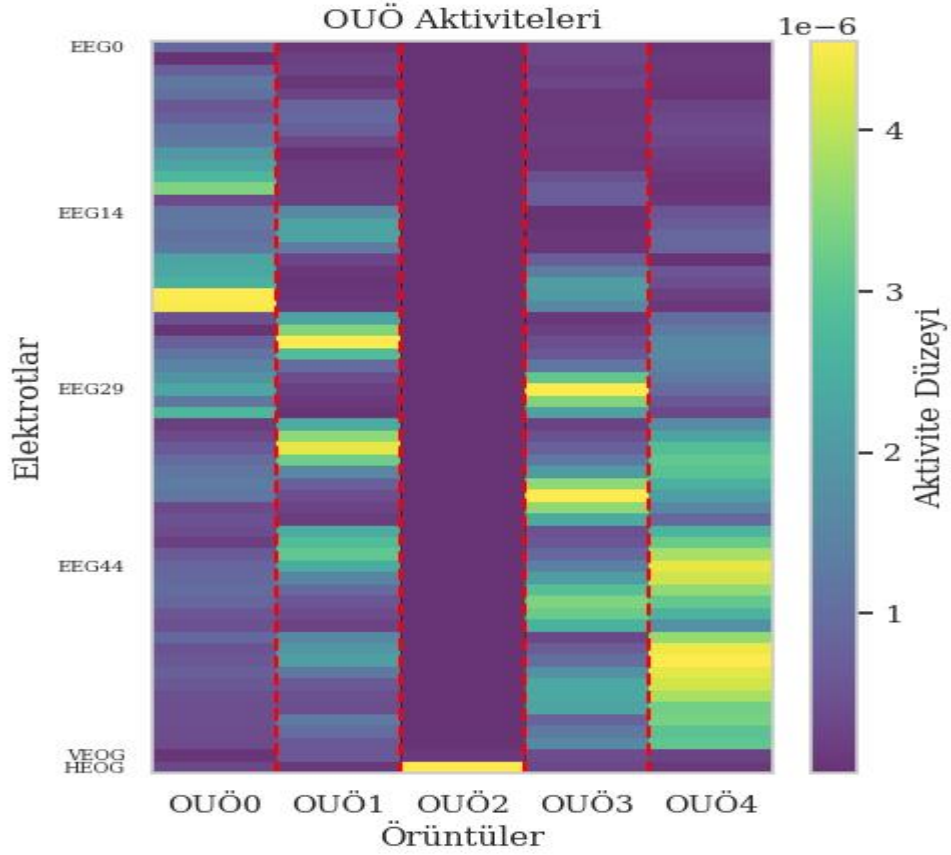 OUÖ Aktiviteleri
1e−6
EEG0
EEG14
EEG29
EEG44
VEOG
HEOG
Elektrotlar
OUÖ0 OUÖ1 OUÖ2 OUÖ3 OUÖ4
Örüntüler
4
3
2
1
Aktivite Düzeyi